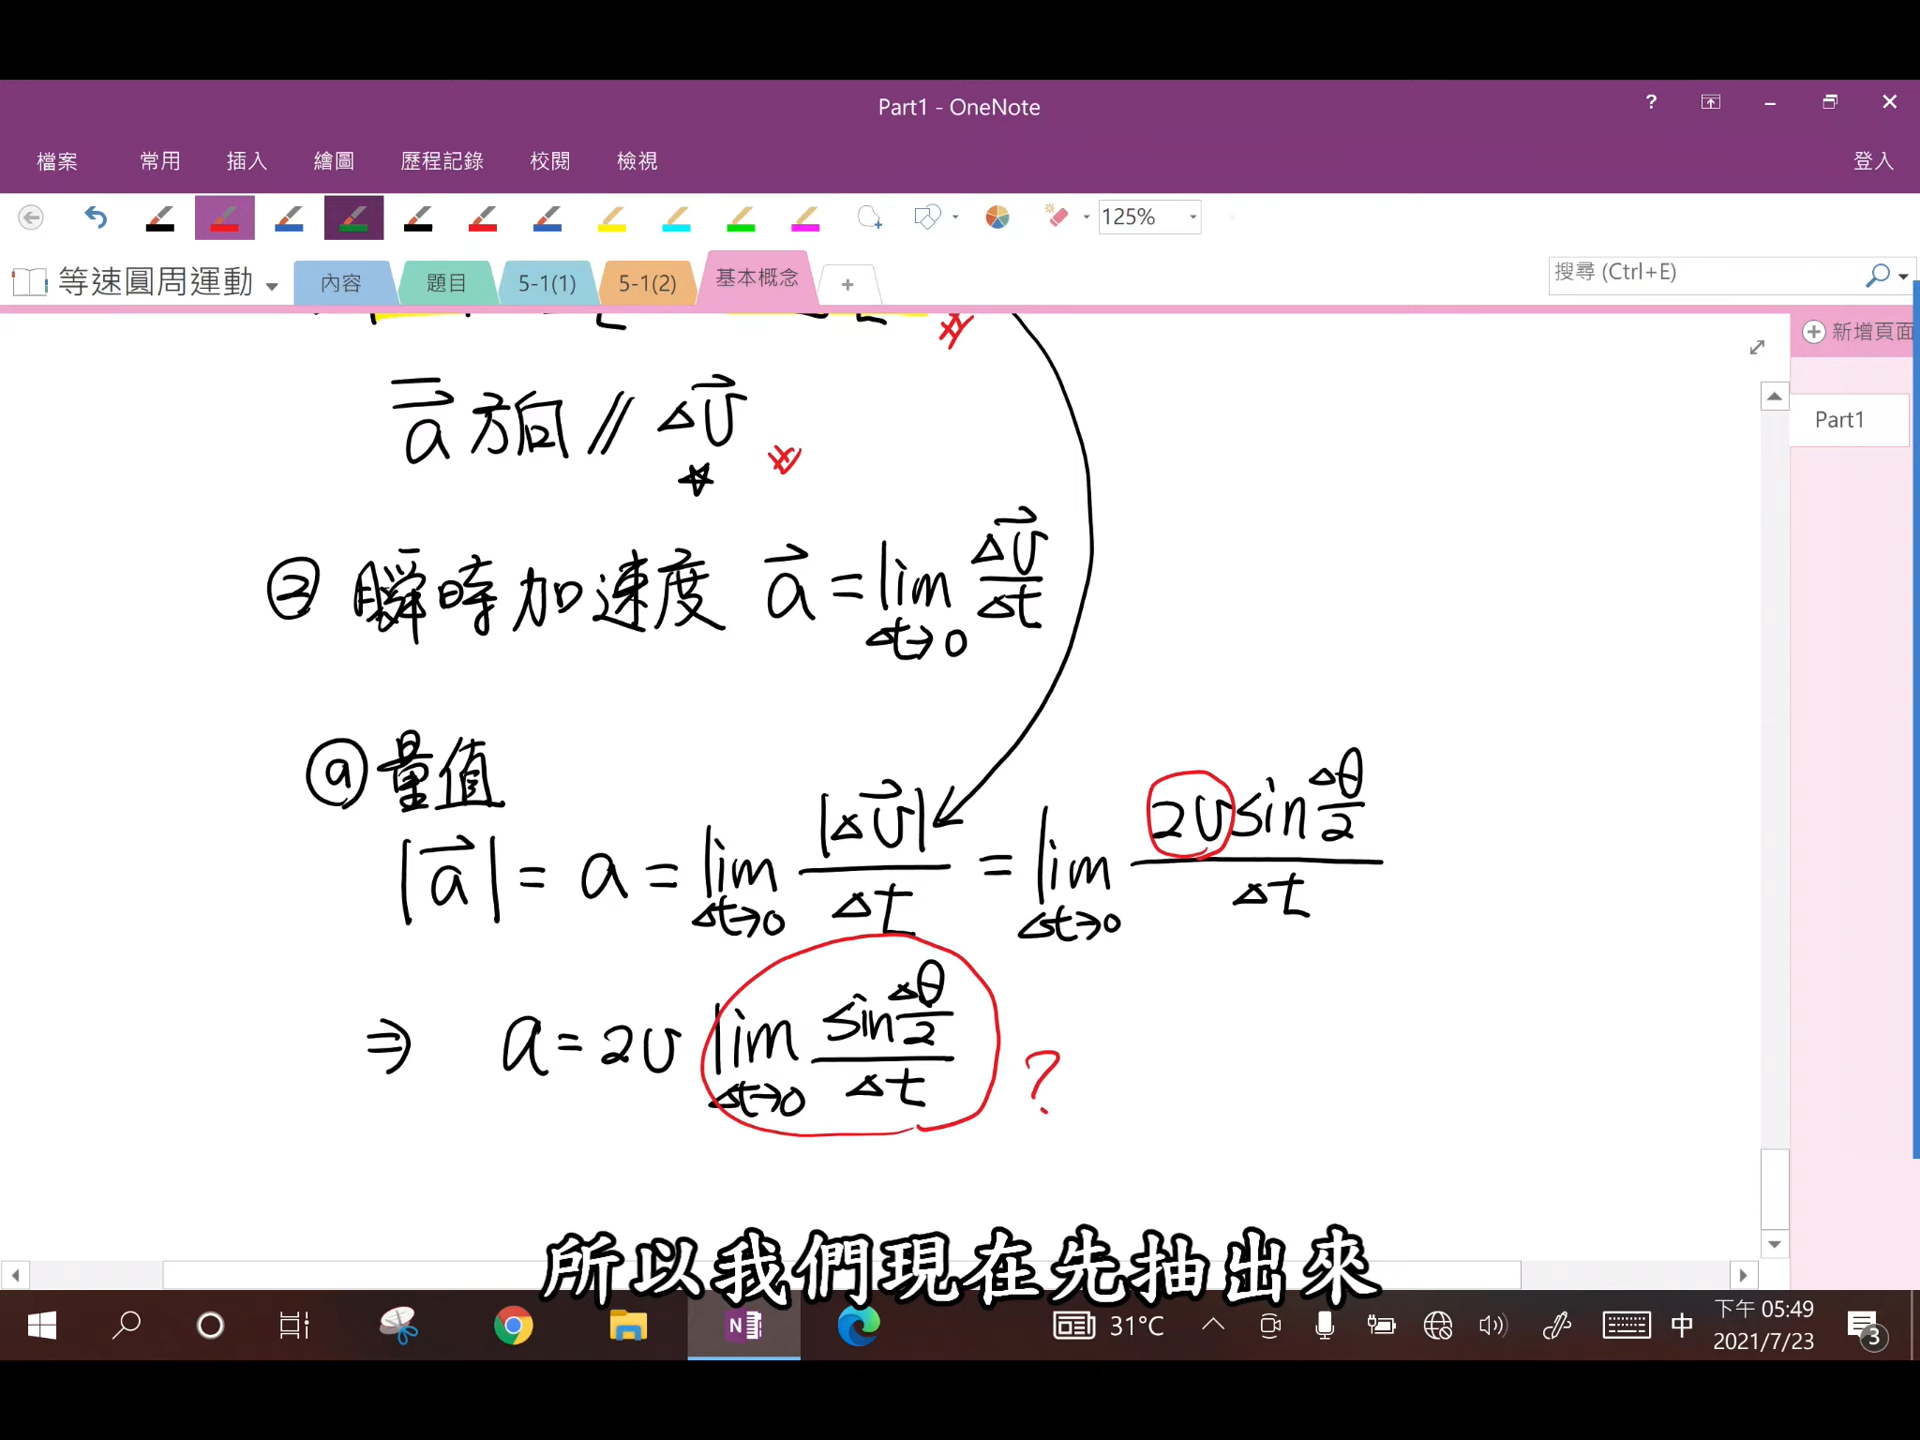 Part1 - OneNote
?
檔案 常用 插入 繪圖 歷程記錄 校閱 檢視 登入
125%
等速圓周運動 內容 題目 5-1(1) 5-1(2) 基本概念 + 搜尋 (Ctrl+E)
新增頁面
Part1
a⃗ 方向 // Δv⃗
② 瞬時加速度 a⃗ = lim Δt→0 Δv⃗/Δt
ⓐ 量值
|a⃗| = a = lim Δt→0 |Δv⃗|/Δt = lim Δt→0 2v sin Δθ/2 / Δt
⇒ a = 2v lim Δt→0 sin Δθ/2 / Δt ?
所以我們現在先抽出來
31°C 中 下午 05:49
2021/7/23 3